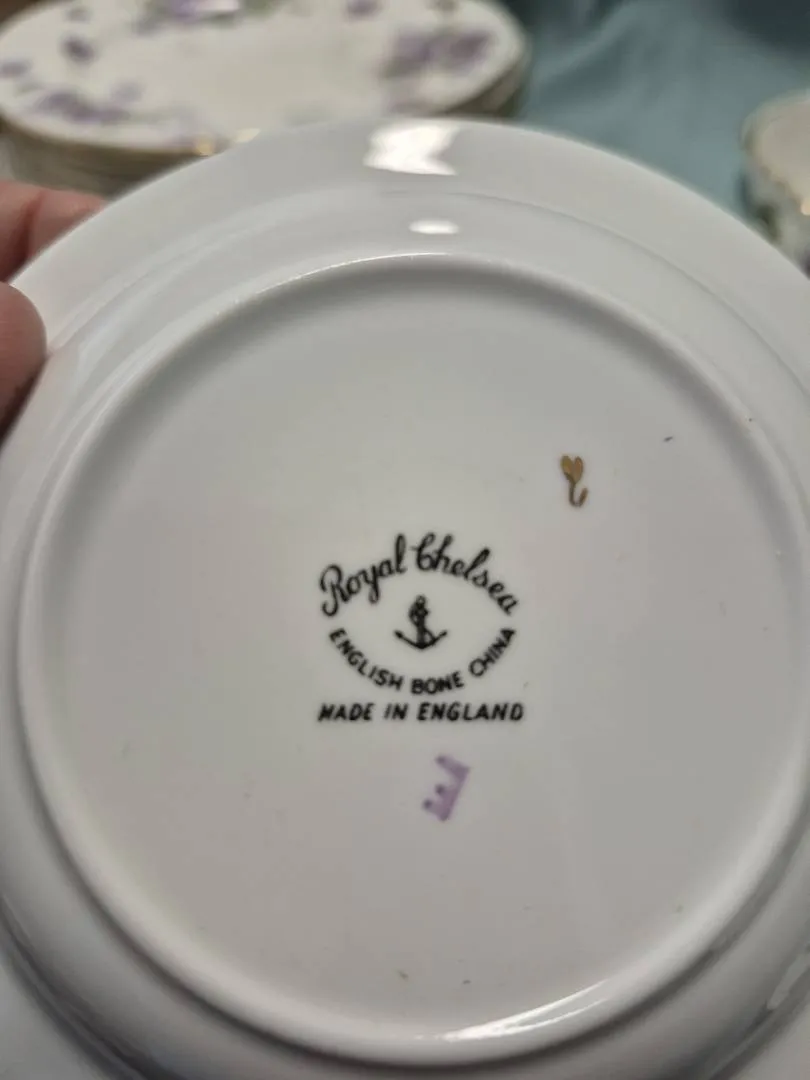 Royal Chelsea
ENGLISH BONE CHINA
MADE IN ENGLAND